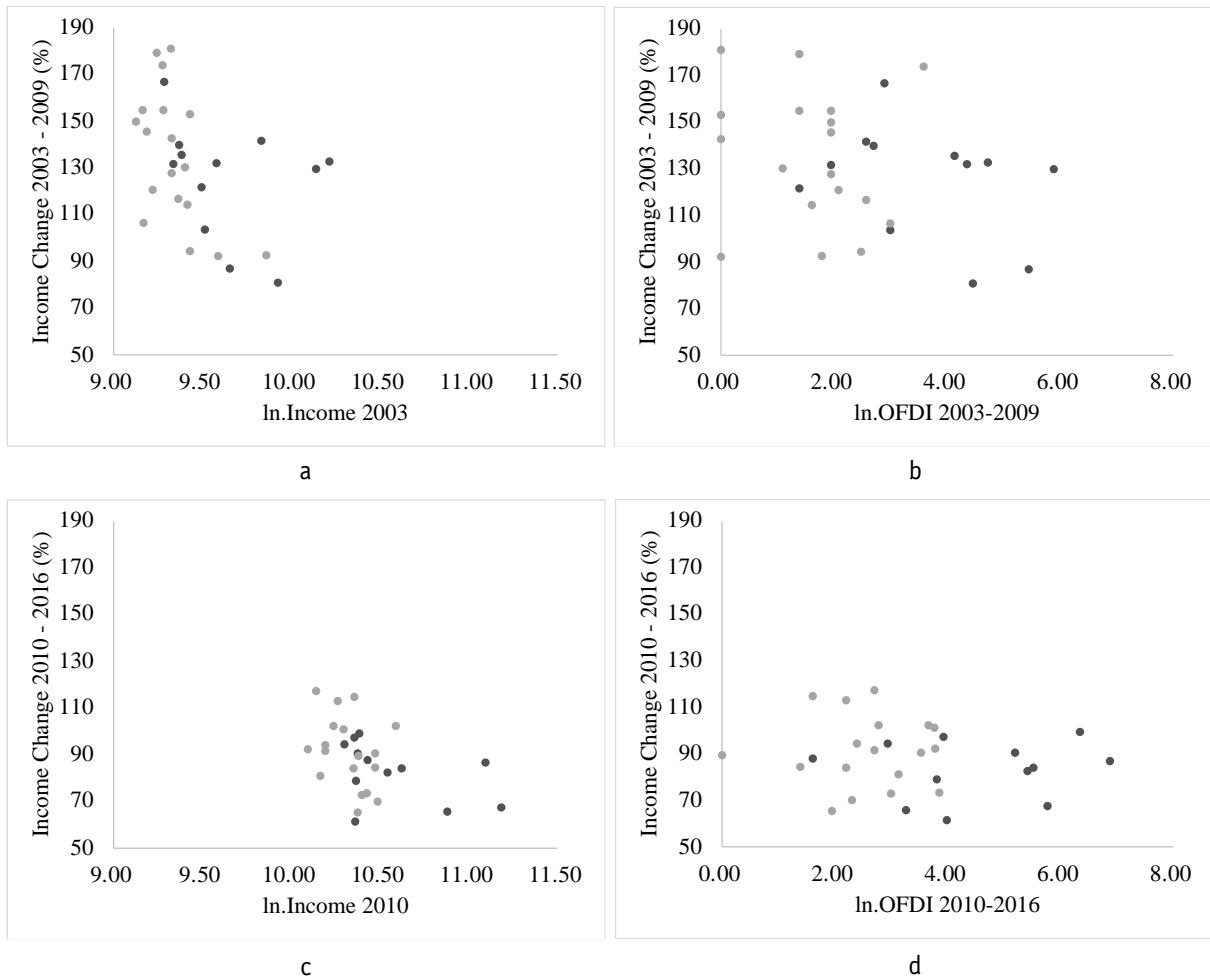 Income Change 2003 - 2009 (%)
190
170
150
130
110
90
70
50
9.00 9.50 10.00 10.50 11.00 11.50
ln.Income 2003
a
Income Change 2003 - 2009 (%)
190
170
150
130
110
90
70
50
0.00 2.00 4.00 6.00 8.00
ln.OFDI 2003-2009
b
Income Change 2010 - 2016 (%)
190
170
150
130
110
90
70
50
9.00 9.50 10.00 10.50 11.00 11.50
ln.Income 2010
c
Income Change 2010 - 2016 (%)
190
170
150
130
110
90
70
50
0.00 2.00 4.00 6.00 8.00
ln.OFDI 2010-2016
d